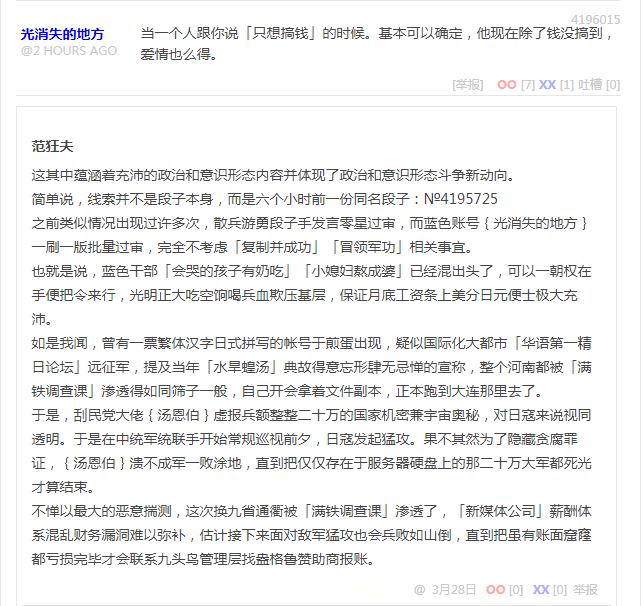 4196015
光消失的地方 当一个人跟你说「只想搞钱」的时候。基本可以确定，他现在除了钱没搞到，
@2 HOURS AGO 爱情也么得。
[举报] OO [7] XX [1] 吐槽 [0]
范狂夫
这其中蕴涵着充沛的政治和意识形态内容并体现了政治和意识形态斗争新动向。
简单说，线索并不是段子本身，而是六个小时前一份同名段子：№4195725
之前类似情况出现过许多次，散兵游勇段子手发言零星过审，而蓝色账号｛光消失的地方｝
一刷一版批量过审，完全不考虑「复制并成功」「冒领军功」相关事宜。
也就是说，蓝色干部「会哭的孩子有奶吃」「小媳妇熬成婆」已经混出头了，可以一朝权在
手便把令来行，光明正大吃空饷喝兵血欺压基层，保证月底工资条上美分日元便士极大充
沛。
如是我闻，曾有一票繁体汉字日式拼写的帐号于煎蛋出现，疑似国际化大都市「华语第一精
日论坛」远征军，提及当年「水旱蝗汤」典故得意忘形肆无忌惮的宣称，整个河南都被「满
铁调查课」渗透得如同筛子一般，自己开会拿着文件副本，正本跑到大连那里去了。
于是，刮民党大佬｛汤恩伯｝虚报兵额整整二十万的国家机密兼宇宙奥秘，对日寇来说视同
透明。于是在中统军统联手开始常规巡视前夕，日寇发起猛攻。果不其然为了隐藏贪腐罪
证，｛汤恩伯｝溃不成军一败涂地，直到把仅仅存在于服务器硬盘上的那二十万大军都死光
才算结束。
不惮以最大的恶意揣测，这次换九省通衢被「满铁调查课」渗透了，「新媒体公司」薪酬体
系混乱财务漏洞难以弥补，估计接下来面对敌军猛攻也会兵败如山倒，直到把虽有账面窟窿
都亏损完毕才会联系九头鸟管理层找盎格鲁赞助商报账。
@ 3月28日 OO [0] XX [0] 举报